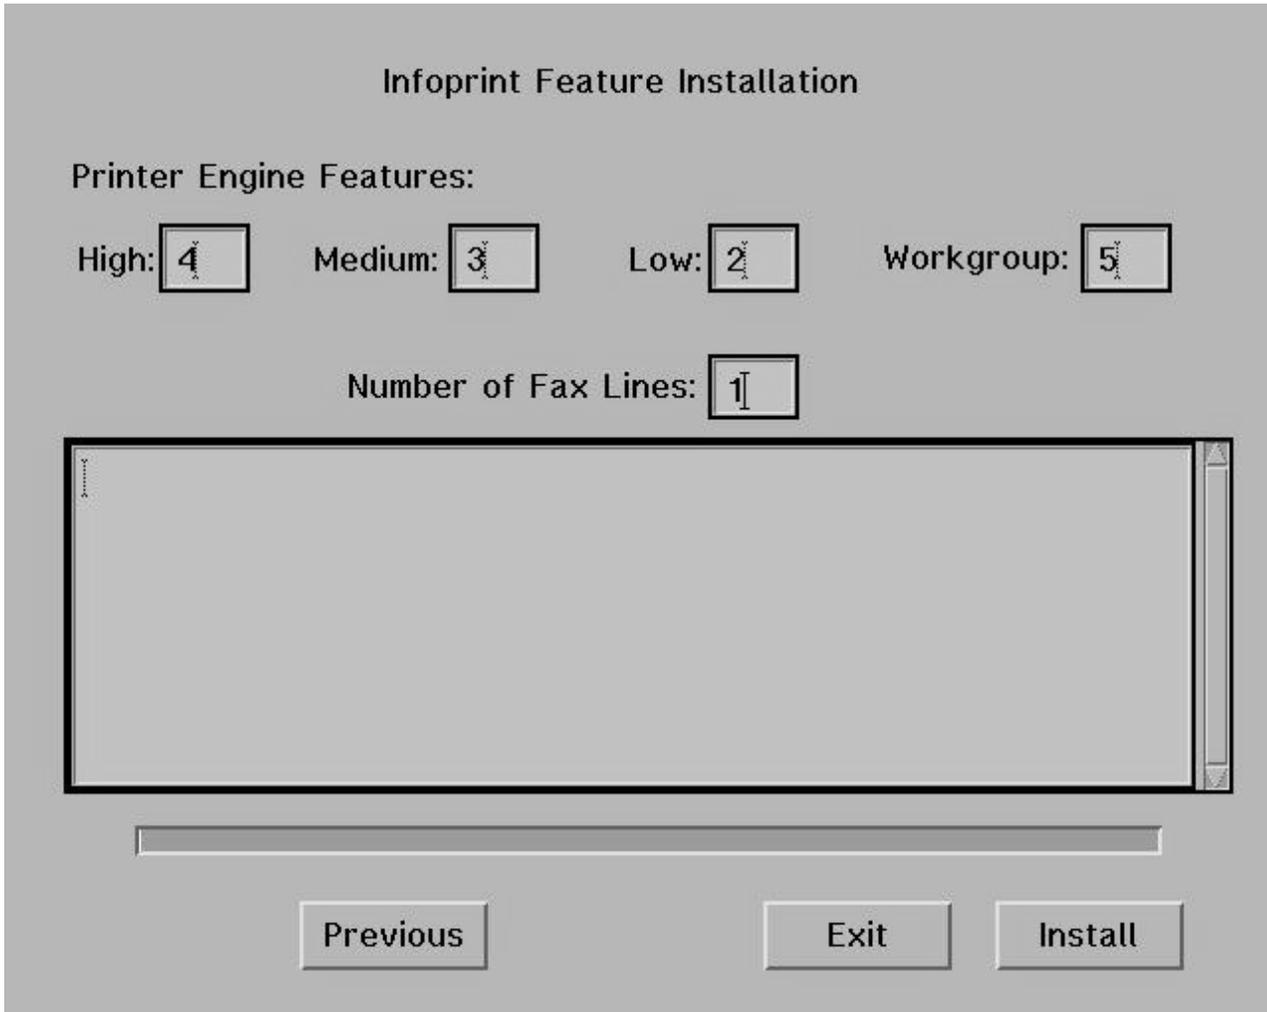 Infoprint Feature Installation
Printer Engine Features:
High: 4 Medium: 3 Low: 2 Workgroup: 5
Number of Fax Lines: 1
Previous Exit Install